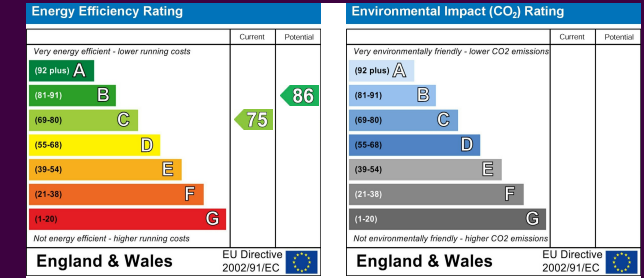 Energy Efficiency Rating
Current Potential
Very energy efficient - lower running costs
(92 plus) A
(81-91) B
86
(69-80) C
75
(55-68) D
(39-54) E
(21-38) F
(1-20) G
Not energy efficient - higher running costs
England & Wales
EU Directive
2002/91/EC
Environmental Impact (CO2) Rating
Current Potential
Very environmentally friendly - lower CO2 emissions
(92 plus) A
(81-91) B
(69-80) C
(55-68) D
(39-54) E
(21-38) F
(1-20) G
Not environmentally friendly - higher CO2 emissions
England & Wales
EU Directive
2002/91/EC